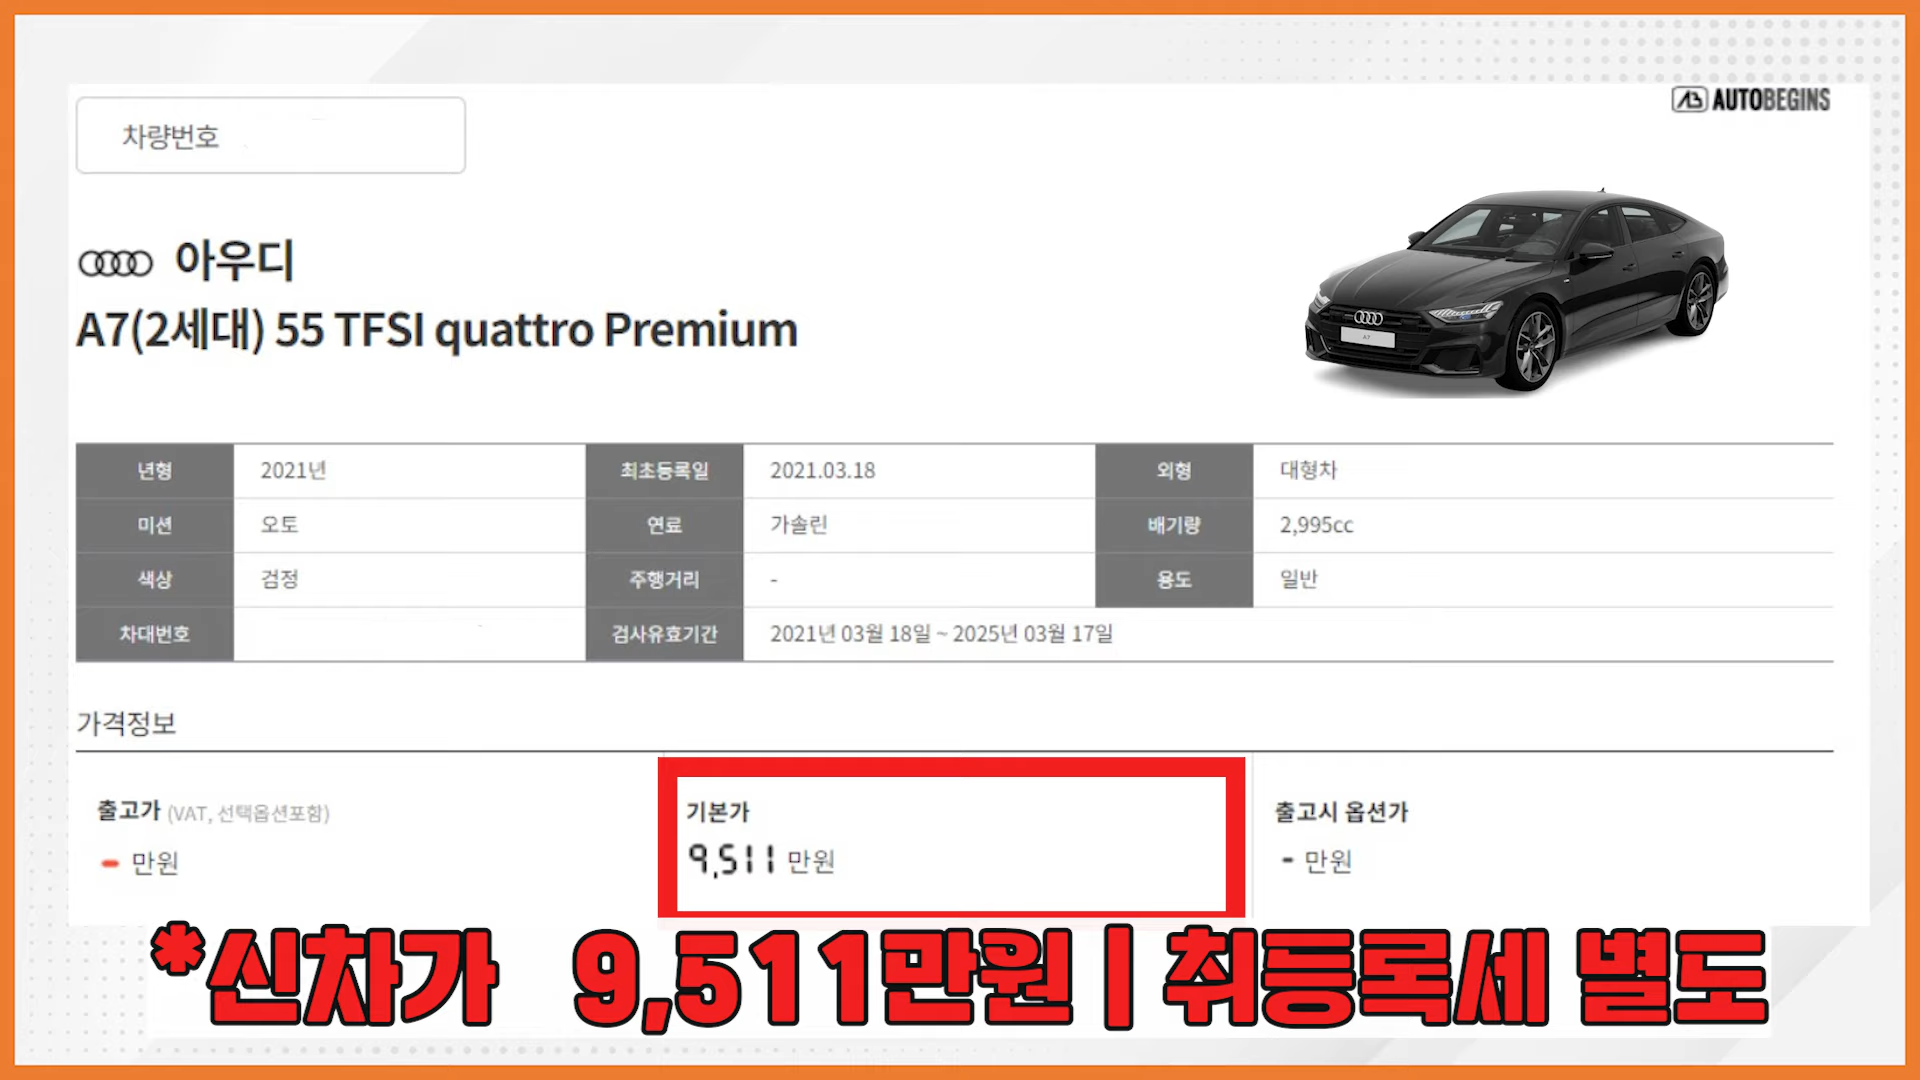 AB AUTOBEGINS
차량번호
아우디
A7(2세대) 55 TFSI quattro Premium
A7
년형 2021년 최초등록일 2021.03.18 외형 대형차
미션 오토 연료 가솔린 배기량 2,995cc
색상 검정 주행거리 - 용도 일반
차대번호 검사유효기간 2021년 03월 18일 ~ 2025년 03월 17일
가격정보
출고가 (VAT, 선택옵션포함) 기본가 출고시 옵션가
- 만원 9,511 만원 - 만원
*신차가 9,511만원 | 취등록세 별도